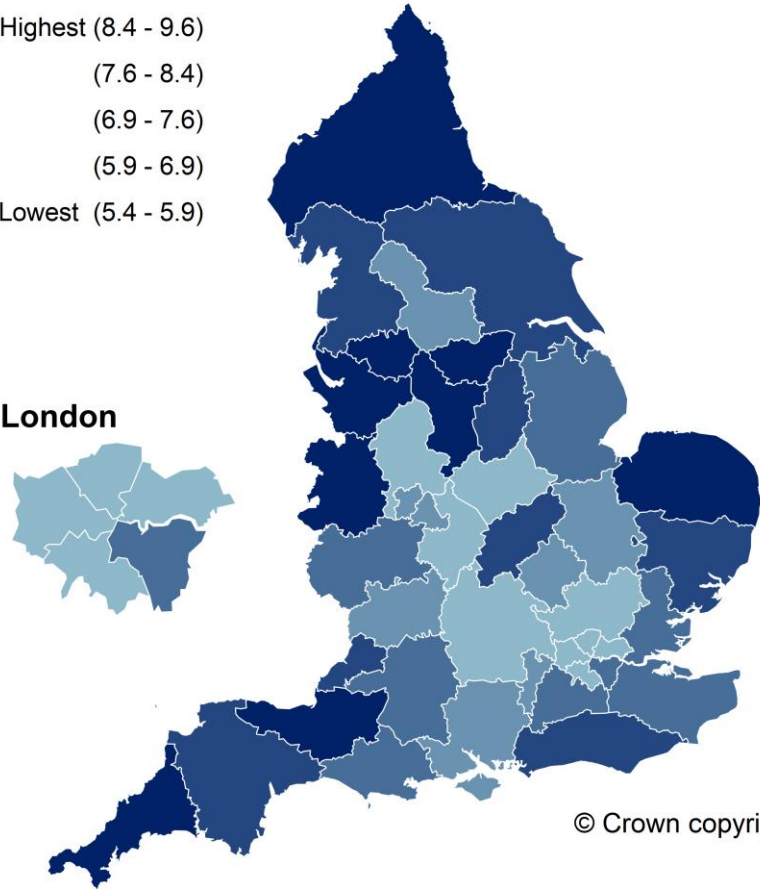 Highest (8.4 - 9.6)
(7.6 - 8.4)
(6.9 - 7.6)
(5.9 - 6.9)
Lowest (5.4 - 5.9)
London
© Crown copyri